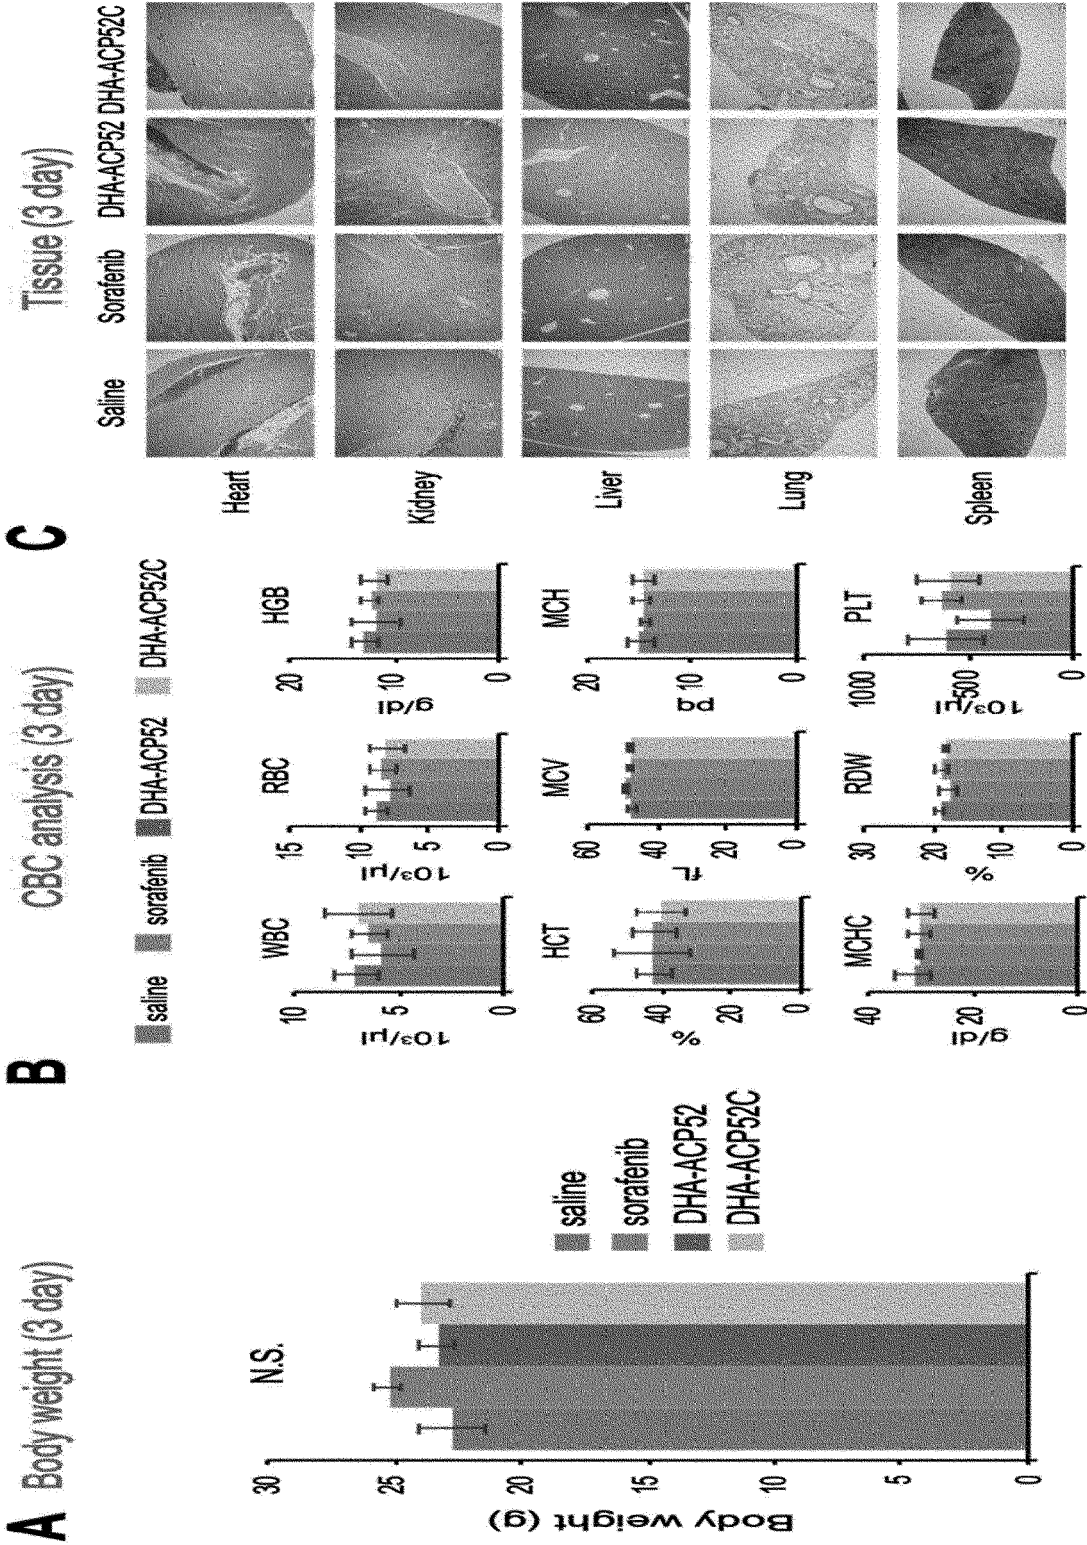 A Body weight (3 day)
N.S.
Body weight (g)
30
25
20
15
10
5
0
saline
sorafenib
DHA-ACP52
DHA-ACP52C
B CBC analysis (3 day)
saline sorafenib DHA-ACP52 DHA-ACP52C
WBC
10³/μl
10
5
0
RBC
10³/μl
15
10
5
0
HGB
g/dl
20
10
0
HCT
%
60
40
20
0
MCV
fL
60
40
20
0
MCH
pg
20
10
0
MCHC
g/dl
40
20
0
RDW
%
30
20
10
0
PLT
10³/μl
1000
500
0
C Tissue (3 day)
Saline Sorafenib DHA-ACP52 DHA-ACP52C
Heart
Kidney
Liver
Lung
Spleen